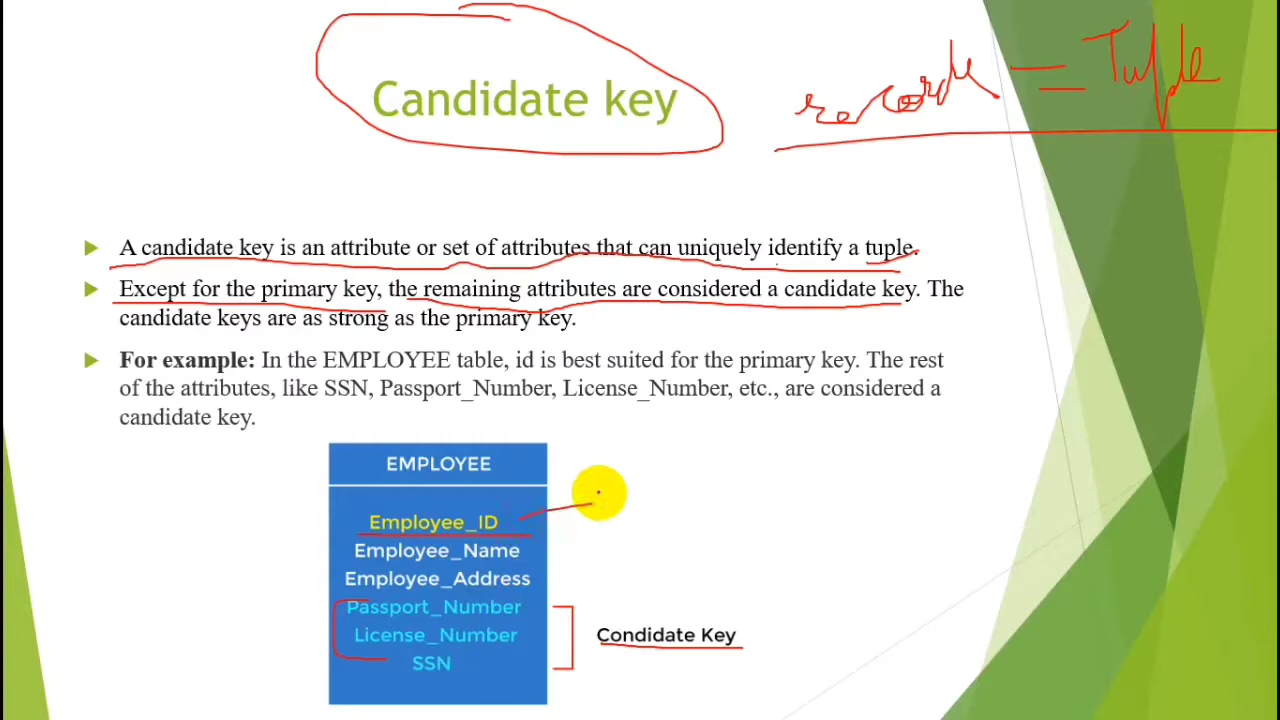 Candidate key
record = Tuple
A candidate key is an attribute or set of attributes that can uniquely identify a tuple.
Except for the primary key, the remaining attributes are considered a candidate key. The
candidate keys are as strong as the primary key.
For example: In the EMPLOYEE table, id is best suited for the primary key. The rest
of the attributes, like SSN, Passport_Number, License_Number, etc., are considered a
candidate key.
EMPLOYEE
Employee_ID
Employee_Name
Employee_Address
Passport_Number
License_Number
SSN
Condidate Key